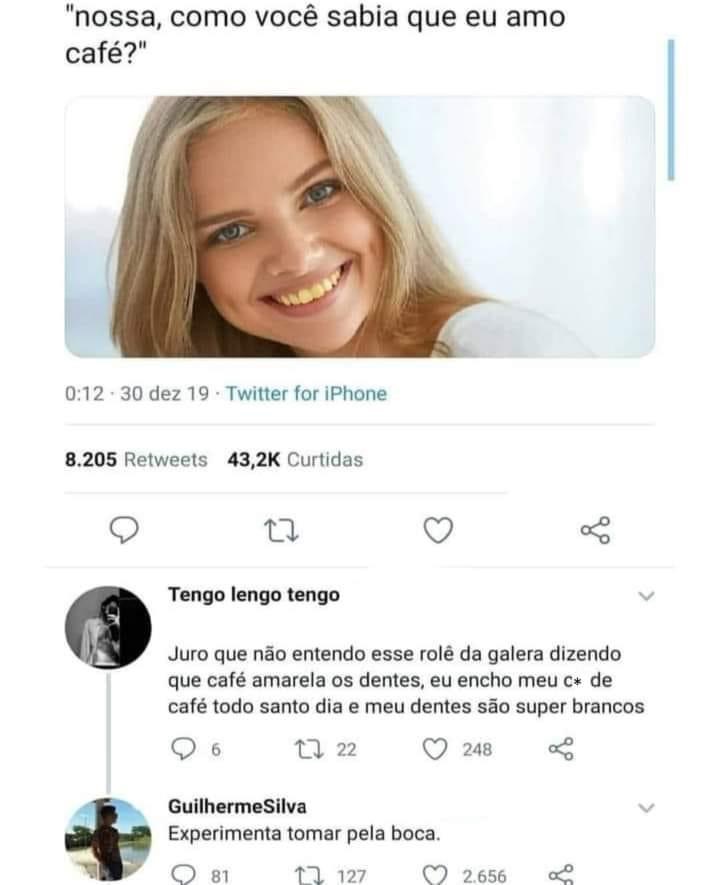 "nossa, como você sabia que eu amo
café?"
0:12 · 30 dez 19 · Twitter for iPhone
8.205 Retweets 43,2K Curtidas
Tengo lengo tengo
Juro que não entendo esse rolê da galera dizendo
que café amarela os dentes, eu encho meu c* de
café todo santo dia e meu dentes são super brancos
6 22 248
GuilhermeSilva
Experimenta tomar pela boca.
81 127 2.656